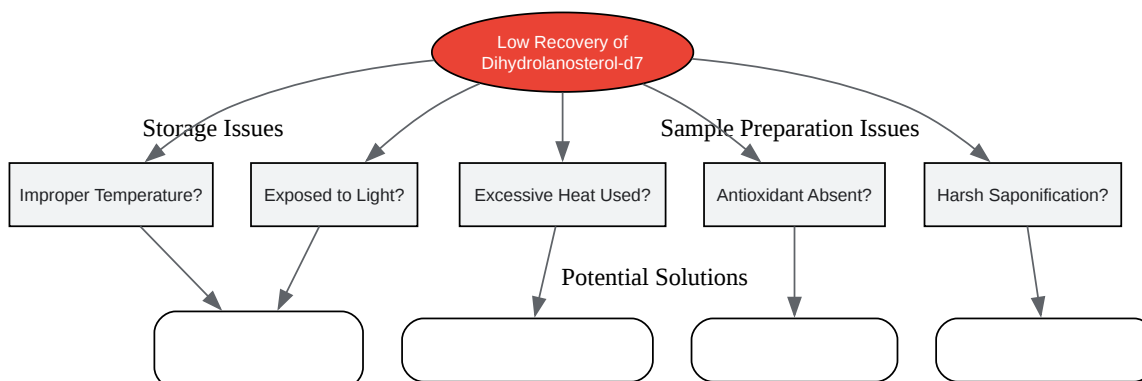 Low Recovery of
Dihydrolanosterol-d7
Storage Issues
Sample Preparation Issues
Improper Temperature?
Exposed to Light?
Excessive Heat Used?
Antioxidant Absent?
Harsh Saponification?
Potential Solutions